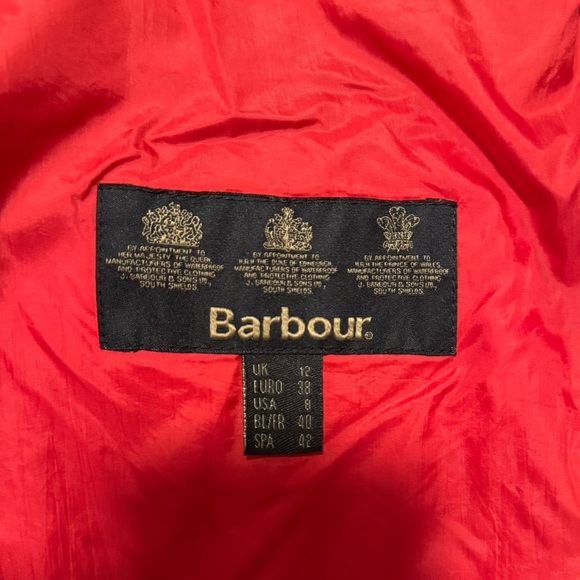 BY APPOINTMENT TO
HER MAJESTY THE QUEEN
MANUFACTURERS OF WATERPROOF
AND PROTECTIVE CLOTHING
J. BARBOUR & SONS LTD.
SOUTH SHIELDS
BY APPOINTMENT TO
H.R.H THE DUKE OF EDINBURGH
MANUFACTURERS OF WATERPROOF
AND PROTECTIVE CLOTHING
J. BARBOUR & SONS LTD.
SOUTH SHIELDS
BY APPOINTMENT TO
H.R.H THE PRINCE OF WALES
MANUFACTURERS OF WATERPROOF
AND PROTECTIVE CLOTHING
J. BARBOUR & SONS LTD.
SOUTH SHIELDS
Barbour®
UK 12
EURO 38
USA 8
BL/FR 40
SPA 42